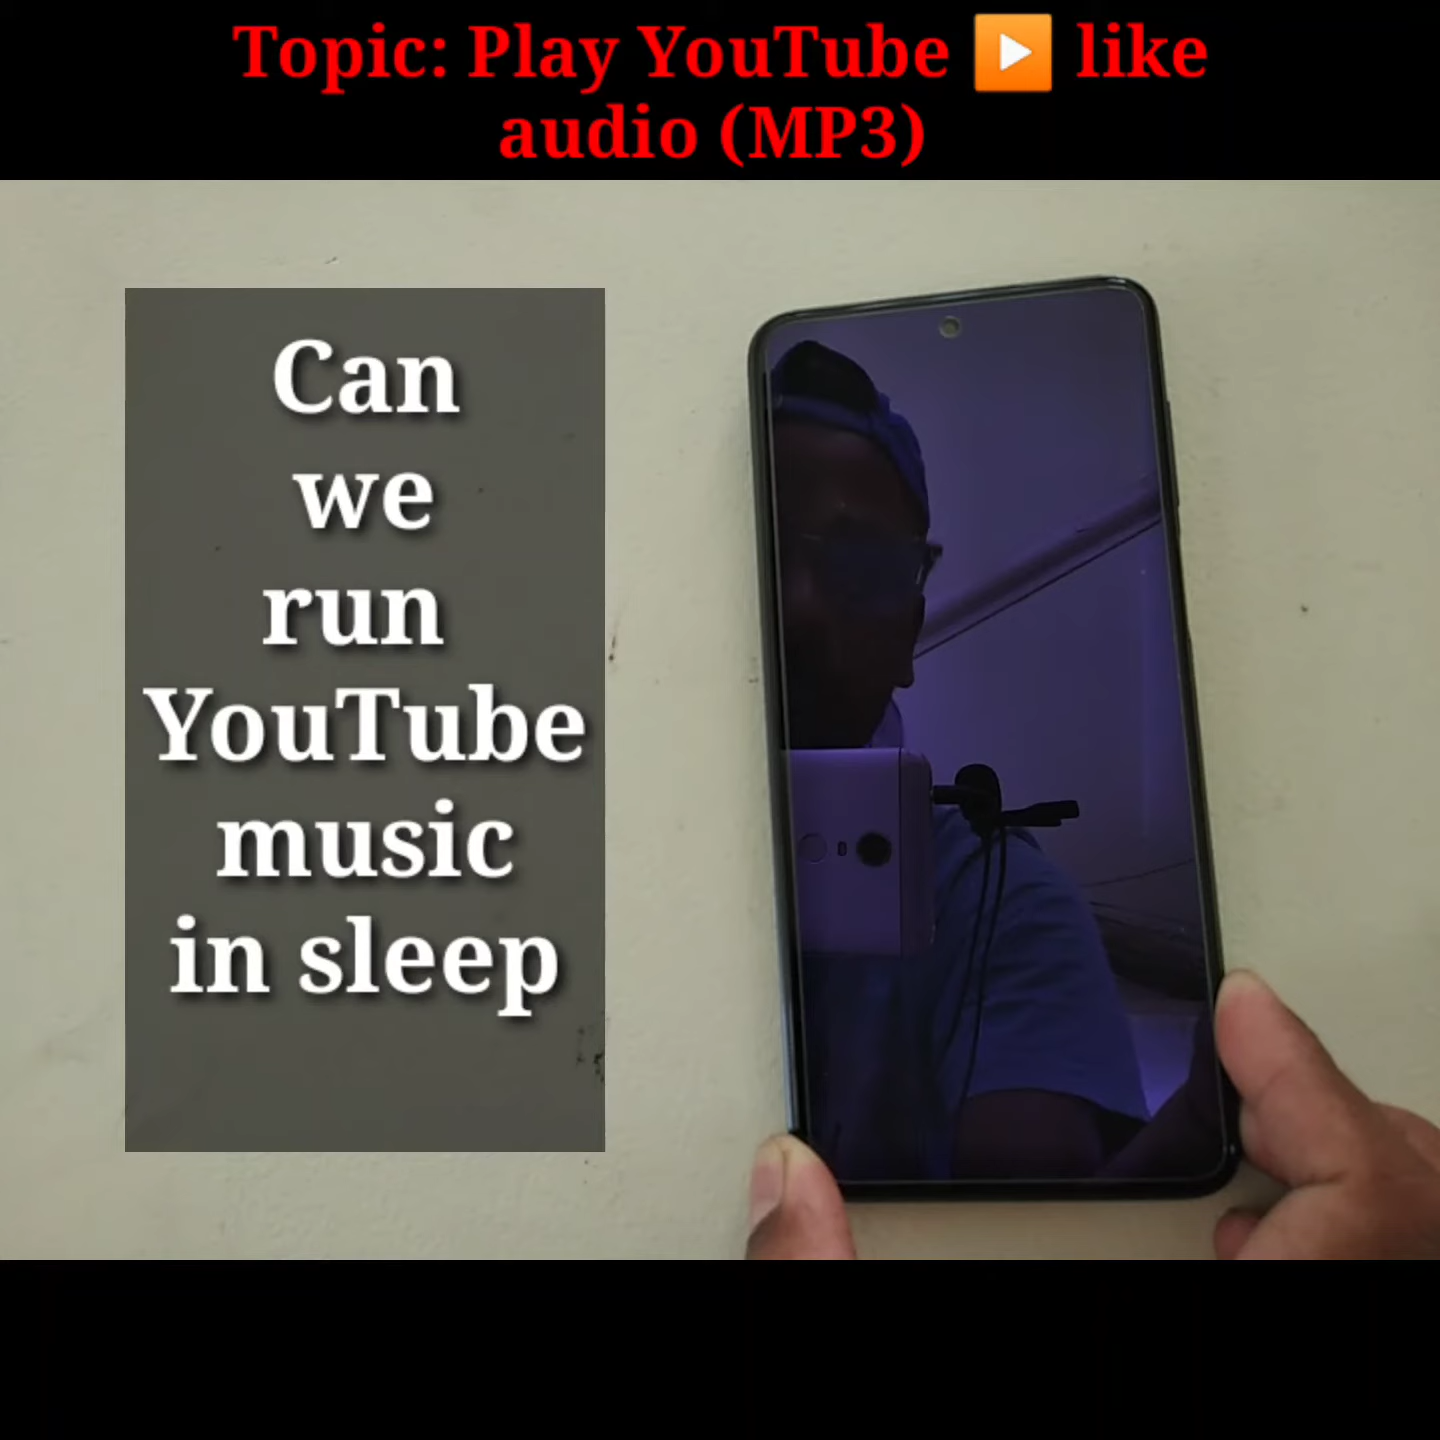 Topic: Play YouTube ▶️ like
audio (MP3)
Can
we
run
YouTube
music
in sleep